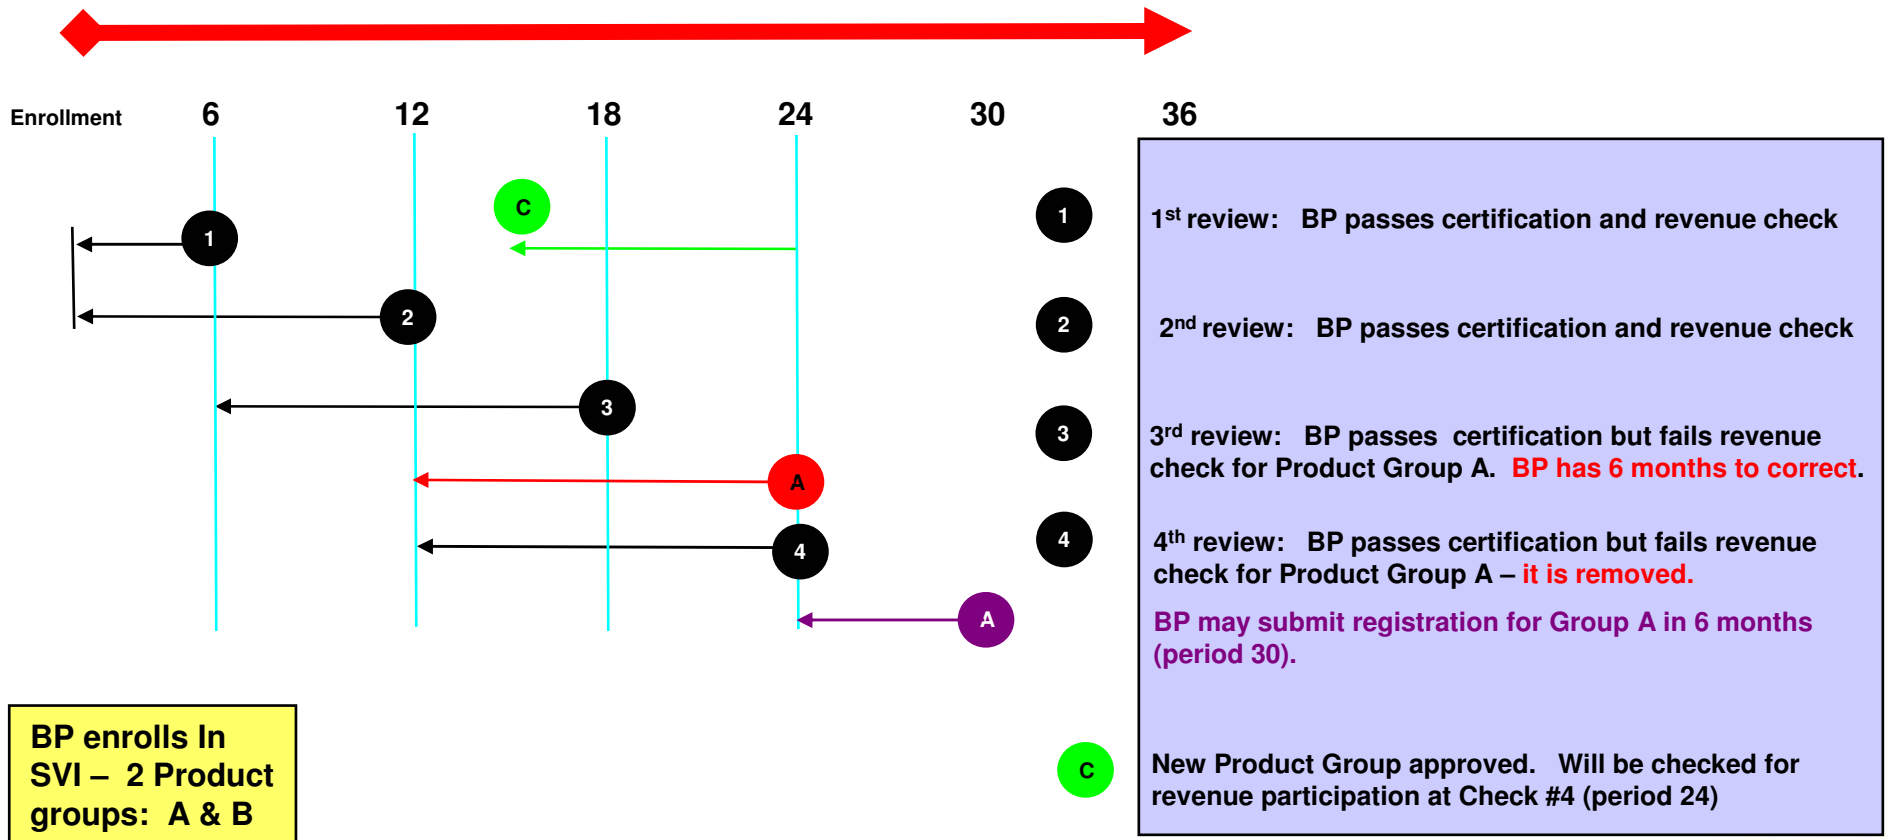 Enrollment 6 12 18 24 30 36
C
1
2
3
A
4
A
1 1st review: BP passes certification and revenue check
2 2nd review: BP passes certification and revenue check
3 3rd review: BP passes certification but fails revenue
check for Product Group A. BP has 6 months to correct.
4 4th review: BP passes certification but fails revenue
check for Product Group A – it is removed.
BP may submit registration for Group A in 6 months
(period 30).
C New Product Group approved. Will be checked for
revenue participation at Check #4 (period 24)
BP enrolls In
SVI – 2 Product
groups: A & B